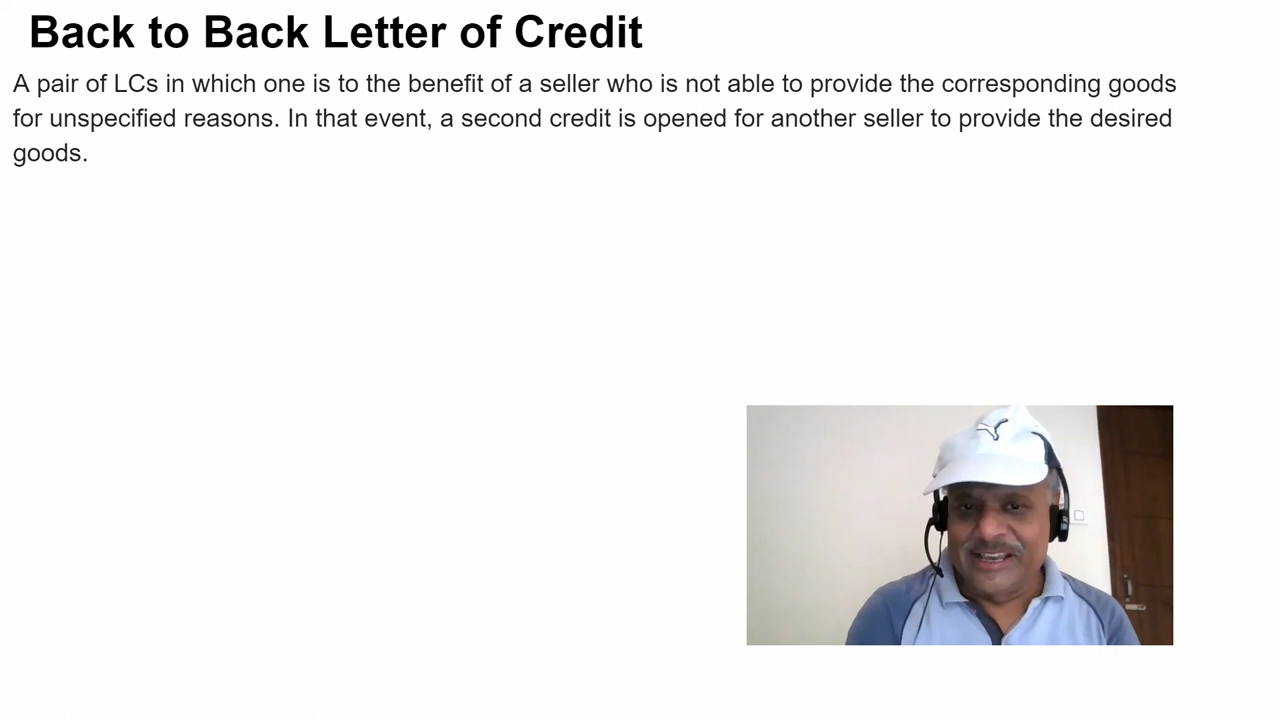 Back to Back Letter of Credit
A pair of LCs in which one is to the benefit of a seller who is not able to provide the corresponding goods
for unspecified reasons. In that event, a second credit is opened for another seller to provide the desired
goods.